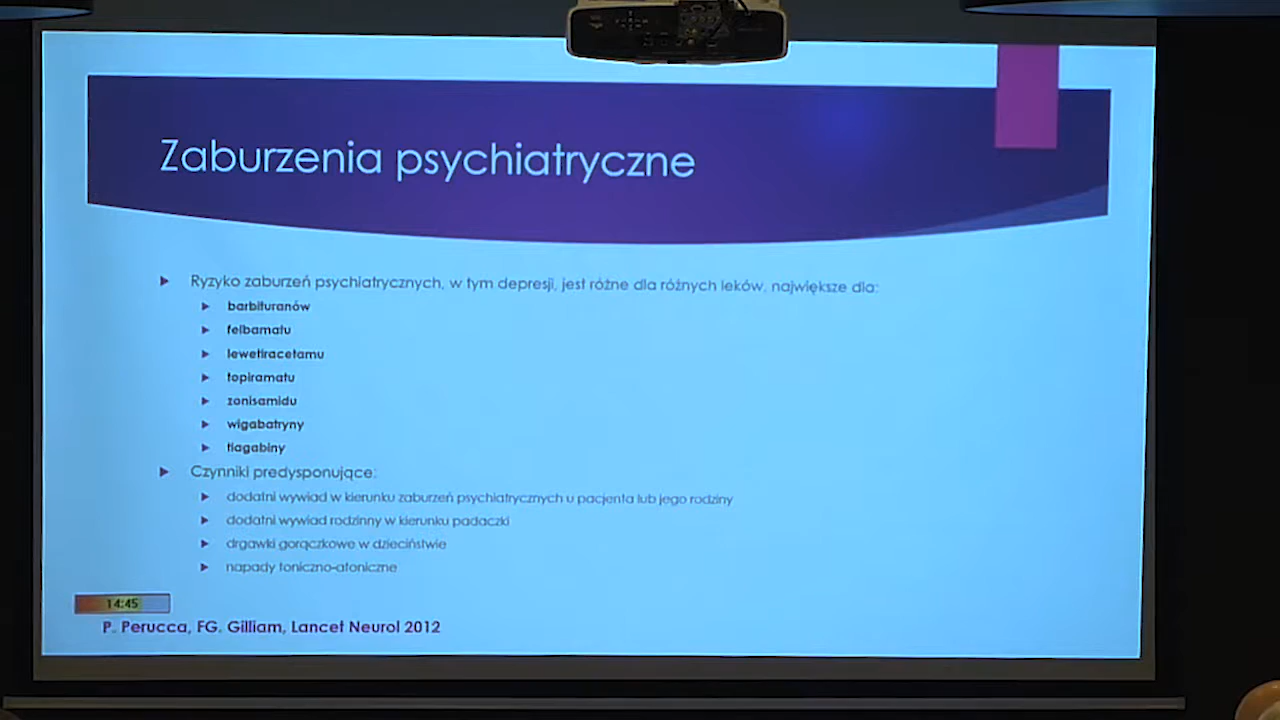 Zaburzenia psychiatryczne
Ryzyko zaburzeń psychiatrycznych, w tym depresji, jest różne dla różnych leków, największe dla:
barbituranów
felbamatu
lewetiracetamu
topiramatu
zonisamidu
wigabatryny
tiagabiny
Czynniki predysponujące:
dodatni wywiad w kierunku zaburzeń psychiatrycznych u pacjenta lub jego rodziny
dodatni wywiad rodzinny w kierunku padaczki
drgawki gorączkowe w dzieciństwie
napady toniczno-atoniczne
14:45
P. Perucca, FG. Gilliam, Lancet Neurol 2012